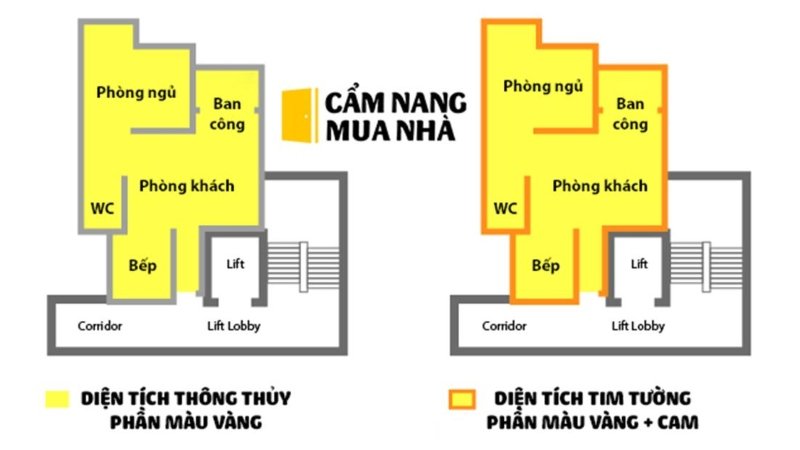 Phòng ngủ
Ban
công
Phòng khách
WC
Bếp
Lift
Corridor
Lift Lobby
DIỆN TÍCH THÔNG THỦY
PHẦN MÀU VÀNG
CẨM NANG
MUA NHÀ
Phòng ngủ
Ban
công
Phòng khách
WC
Bếp
Lift
Corridor
Lift Lobby
DIỆN TÍCH TIM TƯỜNG
PHẦN MÀU VÀNG + CAM